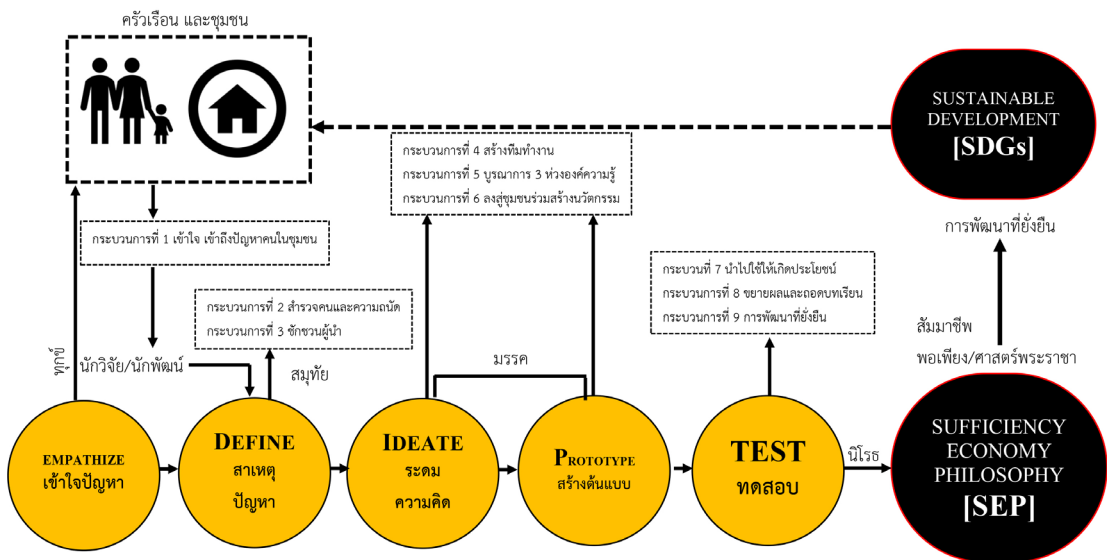 ครัวเรือน และชุมชน
SUSTAINABLE
DEVELOPMENT
[SDGs]
กระบวนการที่ 4 สร้างทีมทำงาน
กระบวนการที่ 5 บูรณาการ 3 ห่วงองค์ความรู้
กระบวนการที่ 6 ลงสู่ชุมชนร่วมสร้างนวัตกรรม
กระบวนการที่ 1 เข้าใจ เข้าถึงปัญหาคนในชุมชน
การพัฒนาที่ยั่งยืน
กระบวนที่ 7 นำไปใช้ให้เกิดประโยชน์
กระบวนการที่ 8 ขยายผลและถอดบทเรียน
กระบวนการที่ 9 การพัฒนาที่ยั่งยืน
กระบวนการที่ 2 สำรวจคนและความถนัด
กระบวนการที่ 3 ชักชวนผู้นำ
สัมมาชีพ
พอเพียง/ศาสตร์พระราชา
ทุกข์
นักวิจัย/นักพัฒน์
สมุทัย
มรรค
EMPATHIZE
เข้าใจปัญหา
DEFINE
สาเหตุ
ปัญหา
IDEATE
ระดม
ความคิด
PROTOTYPE
สร้างต้นแบบ
TEST
ทดสอบ
นิโรธ
SUFFICIENCY
ECONOMY
PHILOSOPHY
[SEP]